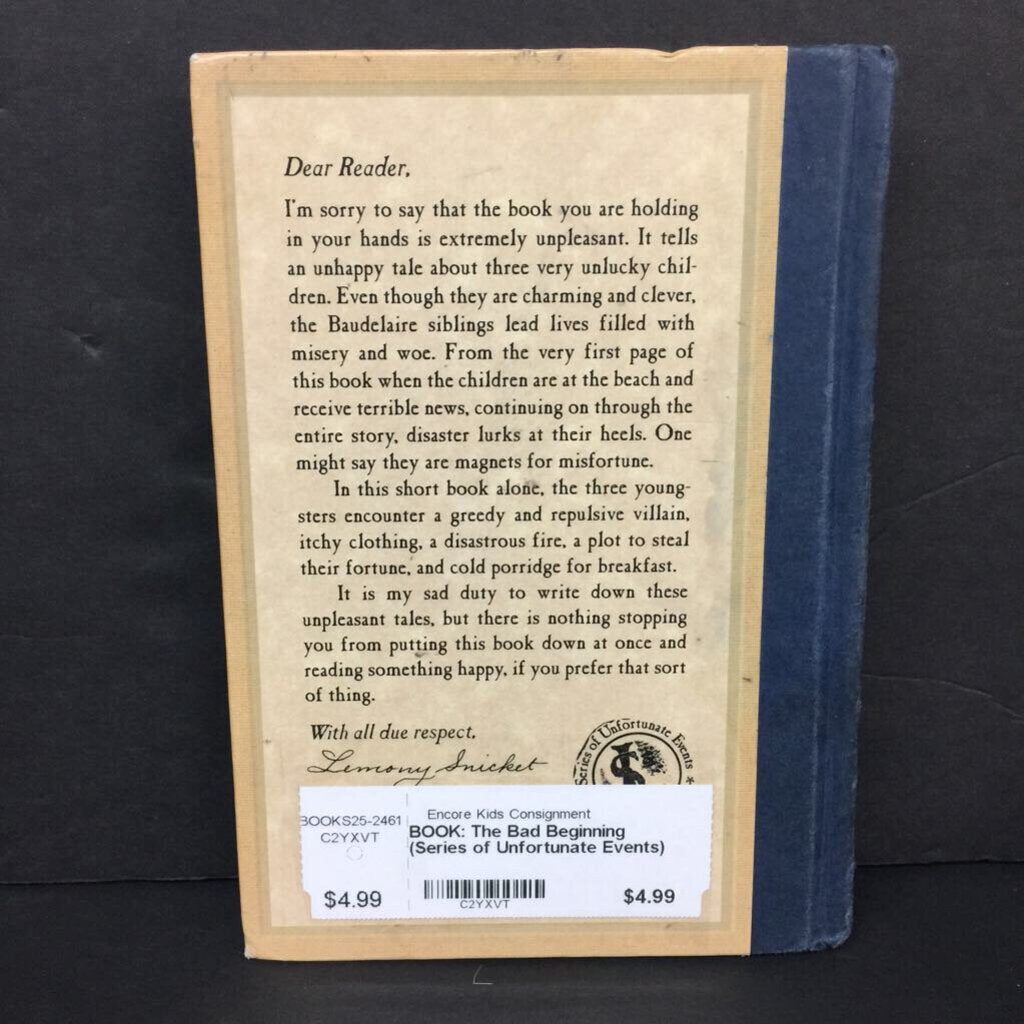 Dear Reader,
I'm sorry to say that the book you are holding
in your hands is extremely unpleasant. It tells
an unhappy tale about three very unlucky chil-
dren. Even though they are charming and clever,
the Baudelaire siblings lead lives filled with
misery and woe. From the very first page of
this book when the children are at the beach and
receive terrible news, continuing on through the
entire story, disaster lurks at their heels. One
might say they are magnets for misfortune.
In this short book alone, the three young-
sters encounter a greedy and repulsive villain,
itchy clothing, a disastrous fire, a plot to steal
their fortune, and cold porridge for breakfast.
It is my sad duty to write down these
unpleasant tales, but there is nothing stopping
you from putting this book down at once and
reading something happy, if you prefer that sort
of thing.
With all due respect,
Lemony Snicket
Series of Unfortunate Events *
BOOKS25-2461
C2YXVT
$4.99
Encore Kids Consignment
BOOK: The Bad Beginning
(Series of Unfortunate Events)
C2YXVT
$4.99